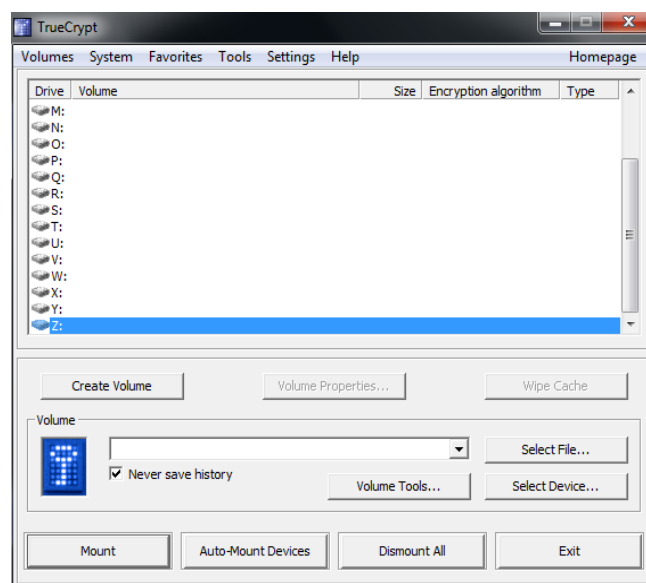 TrueCrypt
Volumes System Favorites Tools Settings Help Homepage
Drive Volume Size Encryption algorithm Type
M:
N:
O:
P:
Q:
R:
S:
T:
U:
V:
W:
X:
Y:
Z:
Create Volume Volume Properties... Wipe Cache
Volume
Select File...
Never save history
Volume Tools... Select Device...
Mount Auto-Mount Devices Dismount All Exit